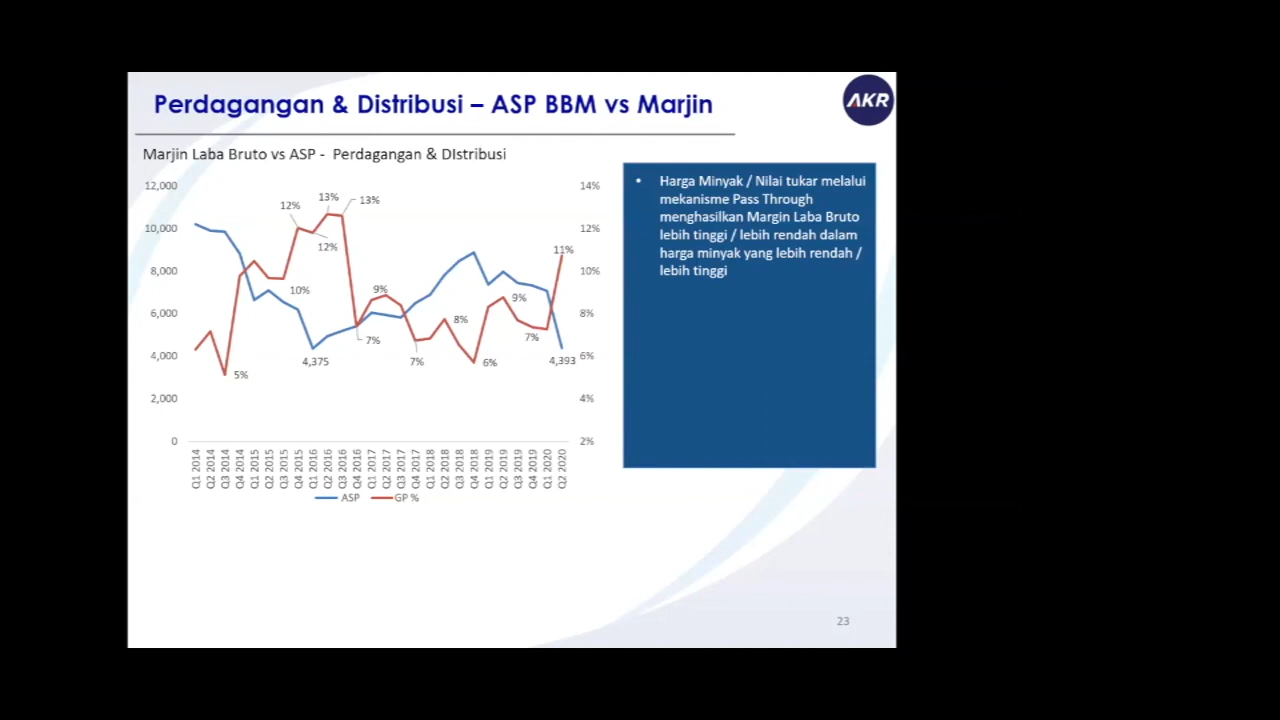 Perdagangan & Distribusi – ASP BBM vs Marjin
AKR
Marjin Laba Bruto vs ASP - Perdagangan & DIstribusi
12,000
10,000
8,000
6,000
4,000
2,000
0
14%
12%
10%
8%
6%
4%
2%
5%
10%
12%
12%
13%
13%
4,375
7%
9%
7%
8%
6%
9%
7%
11%
4,393
Q1 2014
Q2 2014
Q3 2014
Q4 2014
Q1 2015
Q2 2015
Q3 2015
Q4 2015
Q1 2016
Q2 2016
Q3 2016
Q4 2016
Q1 2017
Q2 2017
Q3 2017
Q4 2017
Q1 2018
Q2 2018
Q3 2018
Q4 2018
Q1 2019
Q2 2019
Q3 2019
Q4 2019
Q1 2020
Q2 2020
ASP
GP %
• Harga Minyak / Nilai tukar melalui
mekanisme Pass Through
menghasilkan Margin Laba Bruto
lebih tinggi / lebih rendah dalam
harga minyak yang lebih rendah /
lebih tinggi
23